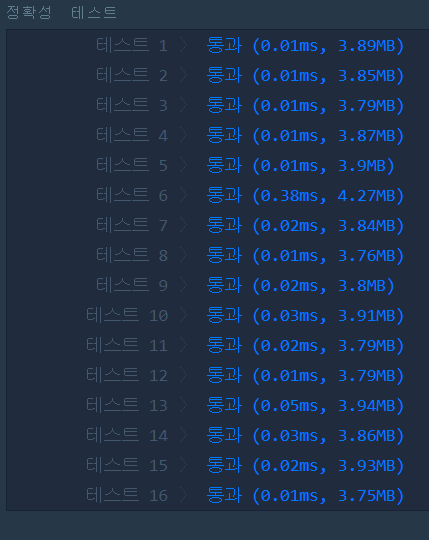 정확성 테스트
테스트 1 〉 통과 (0.01ms, 3.89MB)
테스트 2 〉 통과 (0.01ms, 3.85MB)
테스트 3 〉 통과 (0.01ms, 3.79MB)
테스트 4 〉 통과 (0.01ms, 3.87MB)
테스트 5 〉 통과 (0.01ms, 3.9MB)
테스트 6 〉 통과 (0.38ms, 4.27MB)
테스트 7 〉 통과 (0.02ms, 3.84MB)
테스트 8 〉 통과 (0.01ms, 3.76MB)
테스트 9 〉 통과 (0.02ms, 3.8MB)
테스트 10 〉 통과 (0.03ms, 3.91MB)
테스트 11 〉 통과 (0.02ms, 3.79MB)
테스트 12 〉 통과 (0.01ms, 3.79MB)
테스트 13 〉 통과 (0.05ms, 3.94MB)
테스트 14 〉 통과 (0.03ms, 3.86MB)
테스트 15 〉 통과 (0.02ms, 3.93MB)
테스트 16 〉 통과 (0.01ms, 3.75MB)